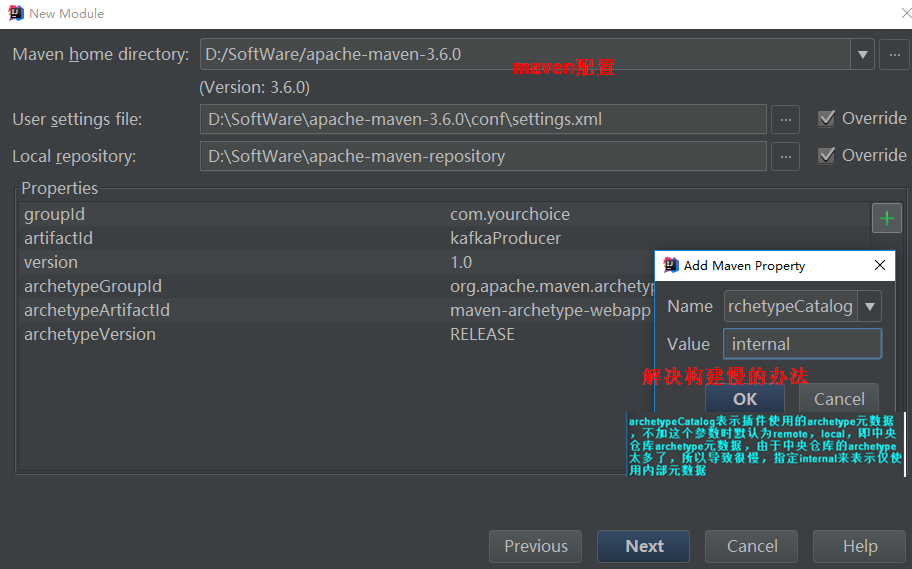 New Module
Maven home directory: D:/SoftWare/apache-maven-3.6.0 ...
maven配置
(Version: 3.6.0)
User settings file: D:\SoftWare\apache-maven-3.6.0\conf\settings.xml ... Override
Local repository: D:\SoftWare\apache-maven-repository ... Override
Properties
groupId com.yourchoice
artifactId kafkaProducer
version 1.0
archetypeGroupId org.apache.maven.archetyp
archetypeArtifactId maven-archetype-webapp
archetypeVersion RELEASE
Add Maven Property
Name rchetypeCatalog
Value internal
解决构建慢的办法
OK Cancel
archetypeCatalog表示插件使用的archetype元数据
，不加这个参数时默认为remote，local，即中央
仓库archetype元数据，由于中央仓库的archetype
太多了，所以导致很慢，指定internal来表示仅使
用内部元数据
Previous Next Cancel Help